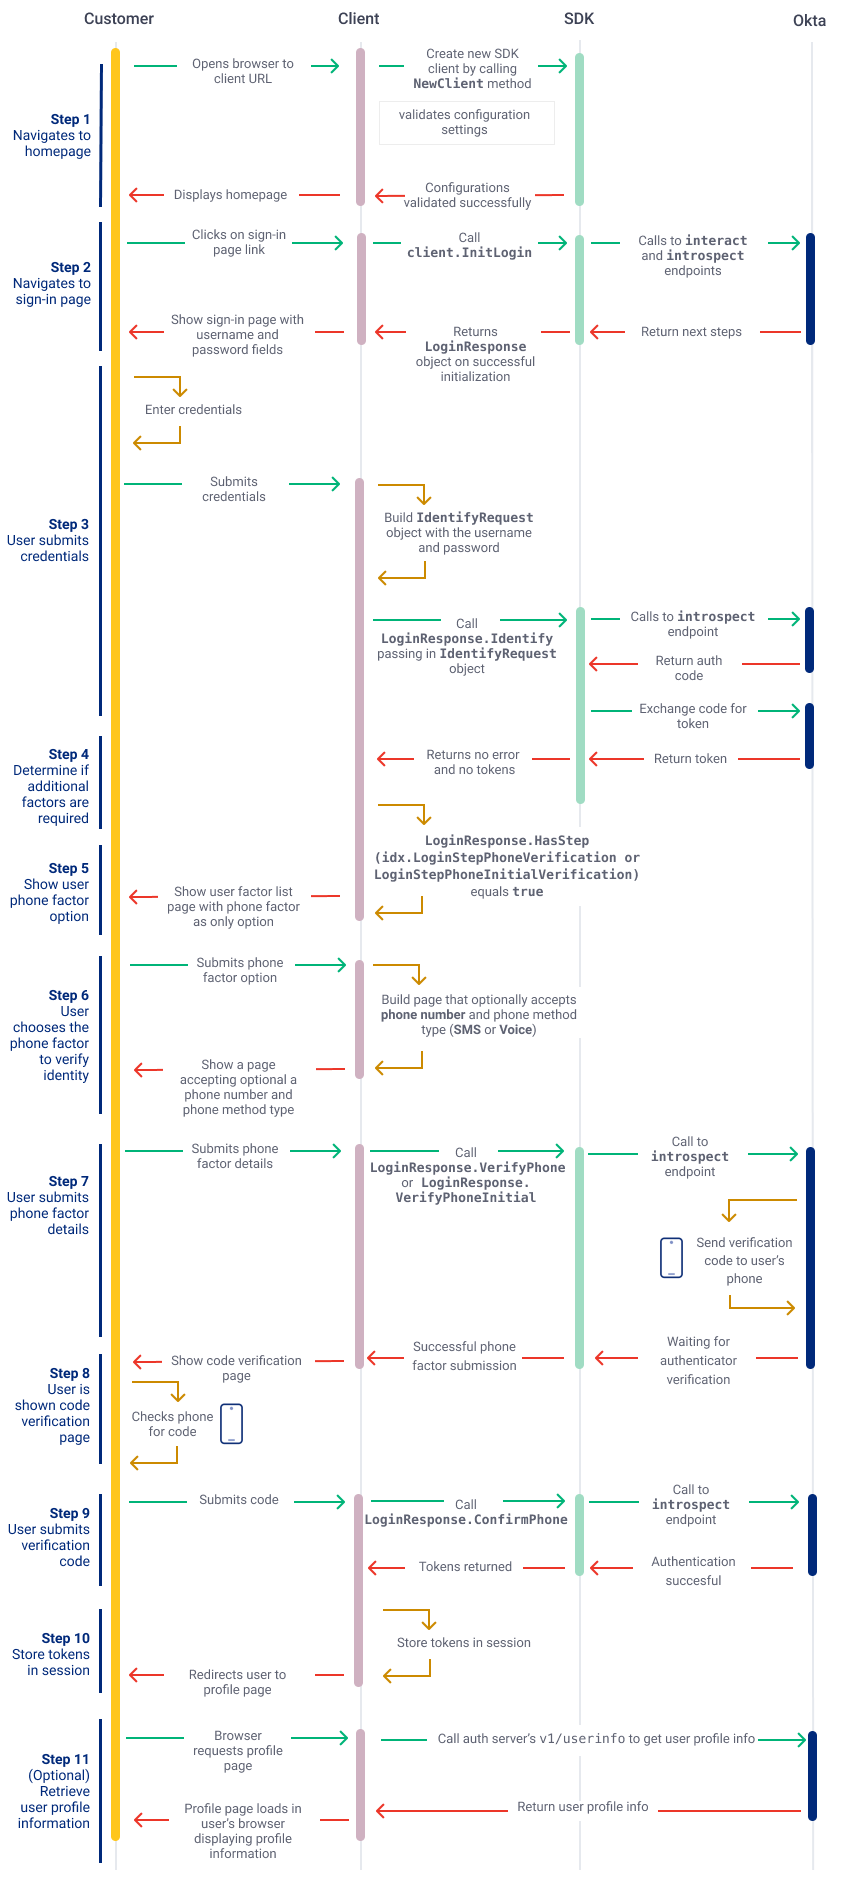 Customer
Client
SDK
Okta
Step 1
Navigates to
homepage
Opens browser to
client URL
Create new SDK
client by calling
NewClient method
validates configuration
settings
Displays homepage
Configurations
validated successfully
Step 2
Navigates to
sign-in page
Clicks on sign-in
page link
Call
client.InitLogin
Calls to interact
and introspect
endpoints
Show sign-in page with
username and
password fields
Returns
LoginResponse
object on successful
initialization
Return next steps
Step 3
User submits
credentials
Enter credentials
Submits
credentials
Build IdentifyRequest
object with the username
and password
Call
LoginResponse.Identify
passing in IdentifyRequest
object
Calls to introspect
endpoint
Return auth
code
Exchange code for
token
Step 4
Determine if
additional
factors are
required
Returns no error
and no tokens
Return token
Step 5
Show user
phone factor
option
LoginResponse.HasStep
(idx.LoginStepPhoneVerification or
LoginStepPhoneInitialVerification)
equals true
Show user factor list
page with phone factor
as only option
Step 6
User
chooses the
phone factor
to verify
identity
Submits phone
factor option
Build page that optionally accepts
phone number and phone method
type (SMS or Voice)
Show a page
accepting optional a
phone number and
phone method type
Step 7
User submits
phone factor
details
Submits phone
factor details
Call
LoginResponse.VerifyPhone
or LoginResponse.
VerifyPhoneInitial
Call to
introspect
endpoint
Send verification
code to user's
phone
Successful phone
factor submission
Waiting for
authenticator
verification
Step 8
User is
shown code
verification
page
Show code verification
page
Checks phone
for code
Step 9
User submits
verification
code
Submits code
Call
LoginResponse.ConfirmPhone
Call to
introspect
endpoint
Tokens returned
Authentication
succesful
Step 10
Store tokens
in session
Store tokens in session
Redirects user to
profile page
Step 11
(Optional)
Retrieve
user profile
information
Browser
requests profile
page
Call auth server's v1/userinfo to get user profile info
Profile page loads in
user's browser
displaying profile
information
Return user profile info